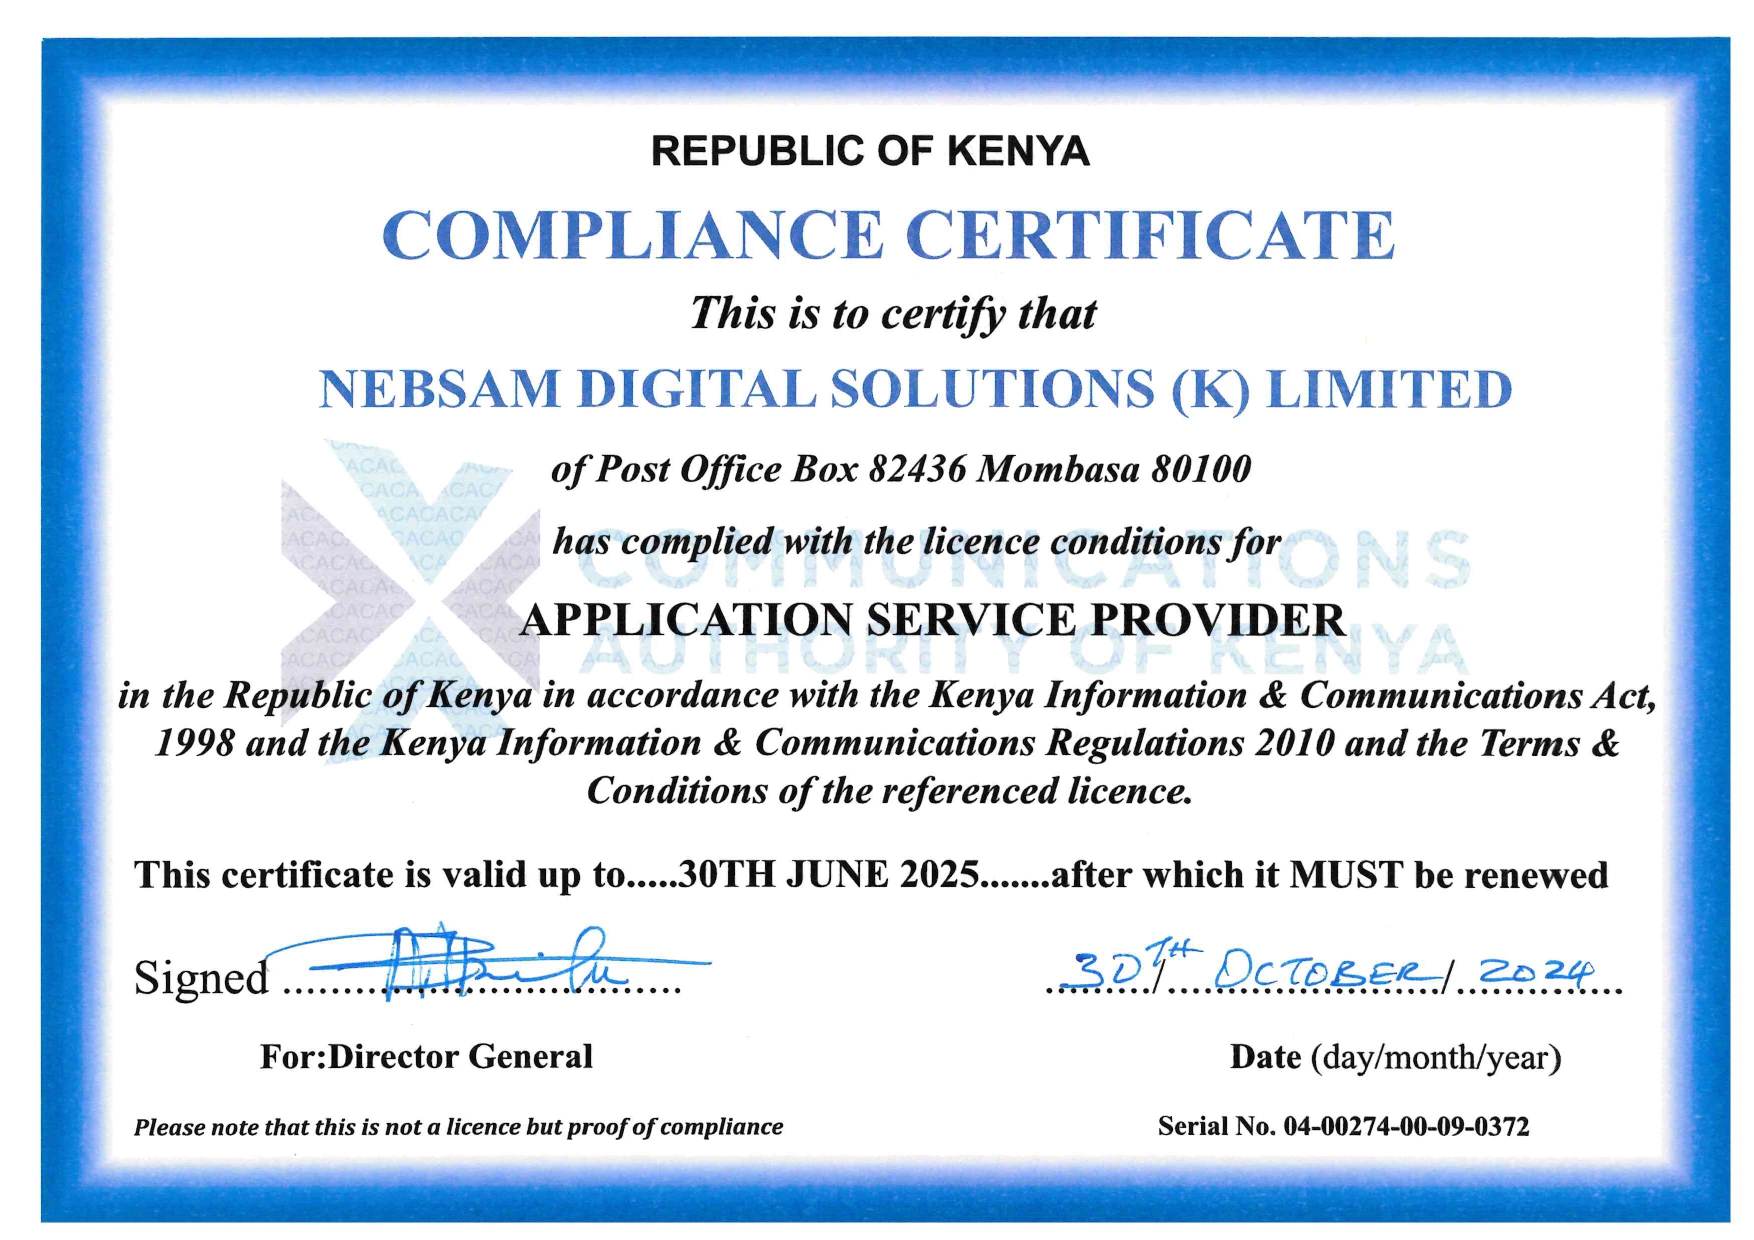 REPUBLIC OF KENYA
COMPLIANCE CERTIFICATE
This is to certify that
NEBSAM DIGITAL SOLUTIONS (K) LIMITED
of Post Office Box 82436 Mombasa 80100
has complied with the licence conditions for
COMMUNICATIONS
APPLICATION SERVICE PROVIDER
AUTHORITY OF KENYA
in the Republic of Kenya in accordance with the Kenya Information & Communications Act,
1998 and the Kenya Information & Communications Regulations 2010 and the Terms &
Conditions of the referenced licence.
This certificate is valid up to.....30TH JUNE 2025.......after which it MUST be renewed
Signed ................................... 30TH/OCTOBER/2024
For:Director General Date (day/month/year)
Please note that this is not a licence but proof of compliance Serial No. 04-00274-00-09-0372